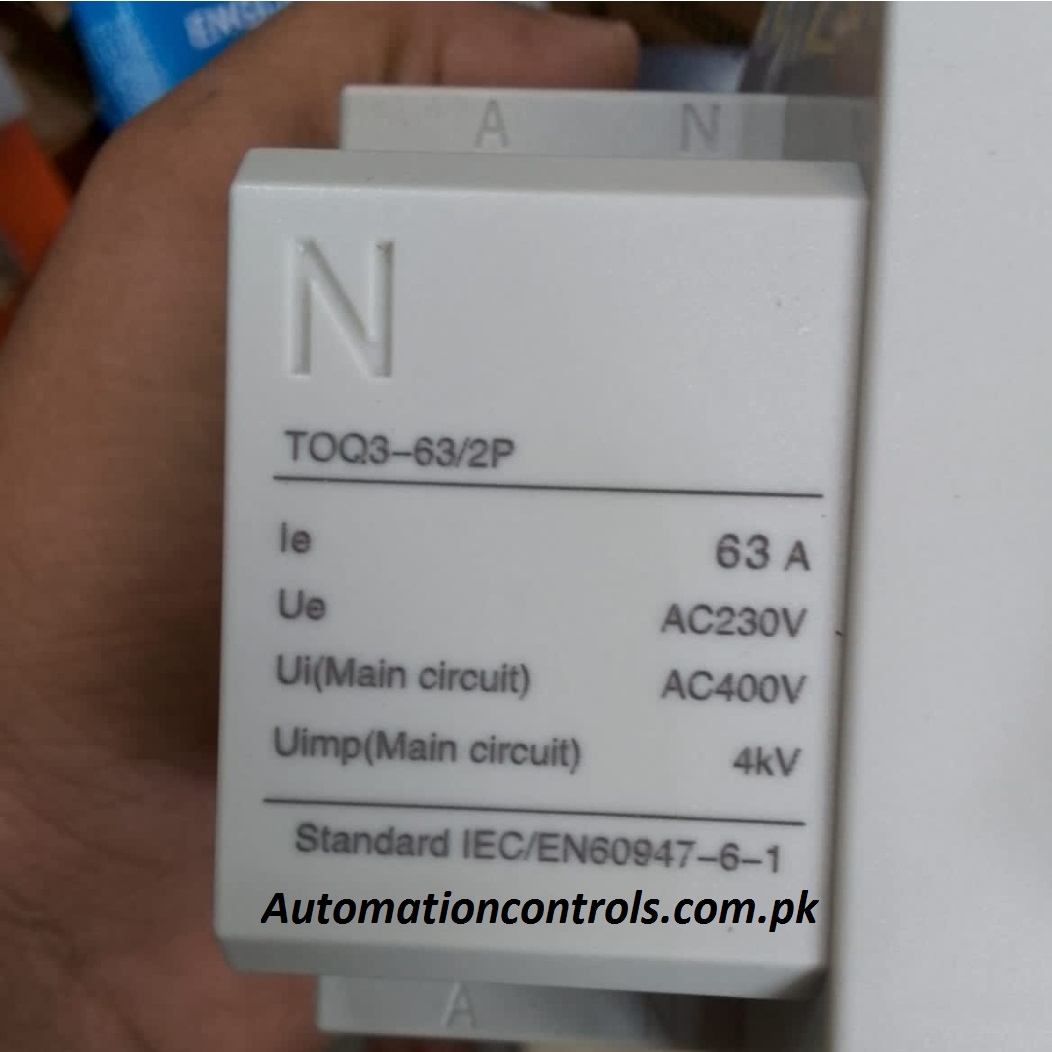 A N
N
TOQ3-63/2P
Ie 63 A
Ue AC230V
Ui(Main circuit) AC400V
Uimp(Main circuit) 4kV
Standard IEC/EN60947-6-1
Automationcontrols.com.pk
A N